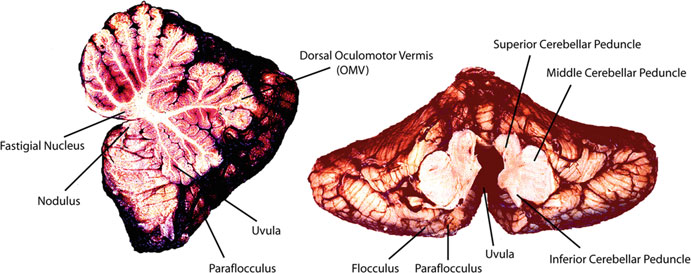 Dorsal Oculomotor Vermis
(OMV)
Fastigial Nucleus
Nodulus
Uvula
Paraflocculus
Superior Cerebellar Peduncle
Middle Cerebellar Peduncle
Flocculus
Paraflocculus
Uvula
Inferior Cerebellar Peduncle